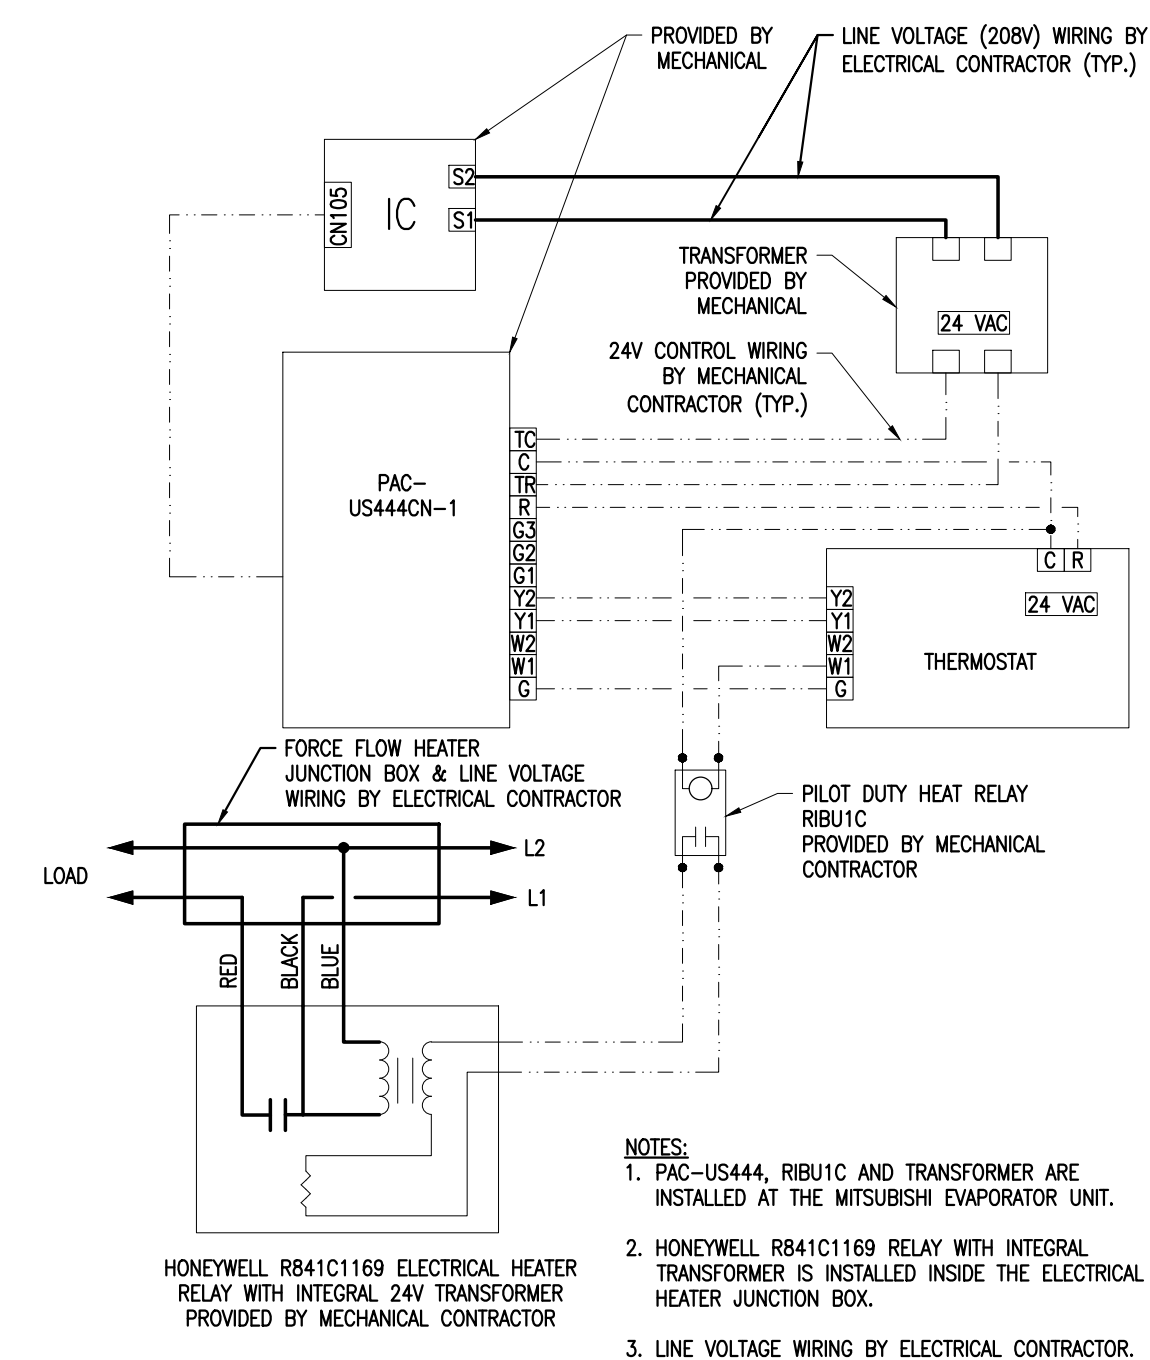 PROVIDED BY
MECHANICAL
LINE VOLTAGE (208V) WIRING BY
ELECTRICAL CONTRACTOR (TYP.)
CN105
IC
S2
S1
TRANSFORMER
PROVIDED BY
MECHANICAL
24 VAC
24V CONTROL WIRING
BY MECHANICAL
CONTRACTOR (TYP.)
PAC-
US444CN-1
TC
C
TR
R
G3
G2
G1
Y2
Y1
W2
W1
G
C R
24 VAC
Y2
Y1
W2
W1
G
THERMOSTAT
FORCE FLOW HEATER
JUNCTION BOX & LINE VOLTAGE
WIRING BY ELECTRICAL CONTRACTOR
PILOT DUTY HEAT RELAY
RIBU1C
PROVIDED BY MECHANICAL
CONTRACTOR
LOAD
L2
L1
RED
BLACK
BLUE
HONEYWELL R841C1169 ELECTRICAL HEATER
RELAY WITH INTEGRAL 24V TRANSFORMER
PROVIDED BY MECHANICAL CONTRACTOR
NOTES:
1. PAC-US444, RIBU1C AND TRANSFORMER ARE
INSTALLED AT THE MITSUBISHI EVAPORATOR UNIT.
2. HONEYWELL R841C1169 RELAY WITH INTEGRAL
TRANSFORMER IS INSTALLED INSIDE THE ELECTRICAL
HEATER JUNCTION BOX.
3. LINE VOLTAGE WIRING BY ELECTRICAL CONTRACTOR.